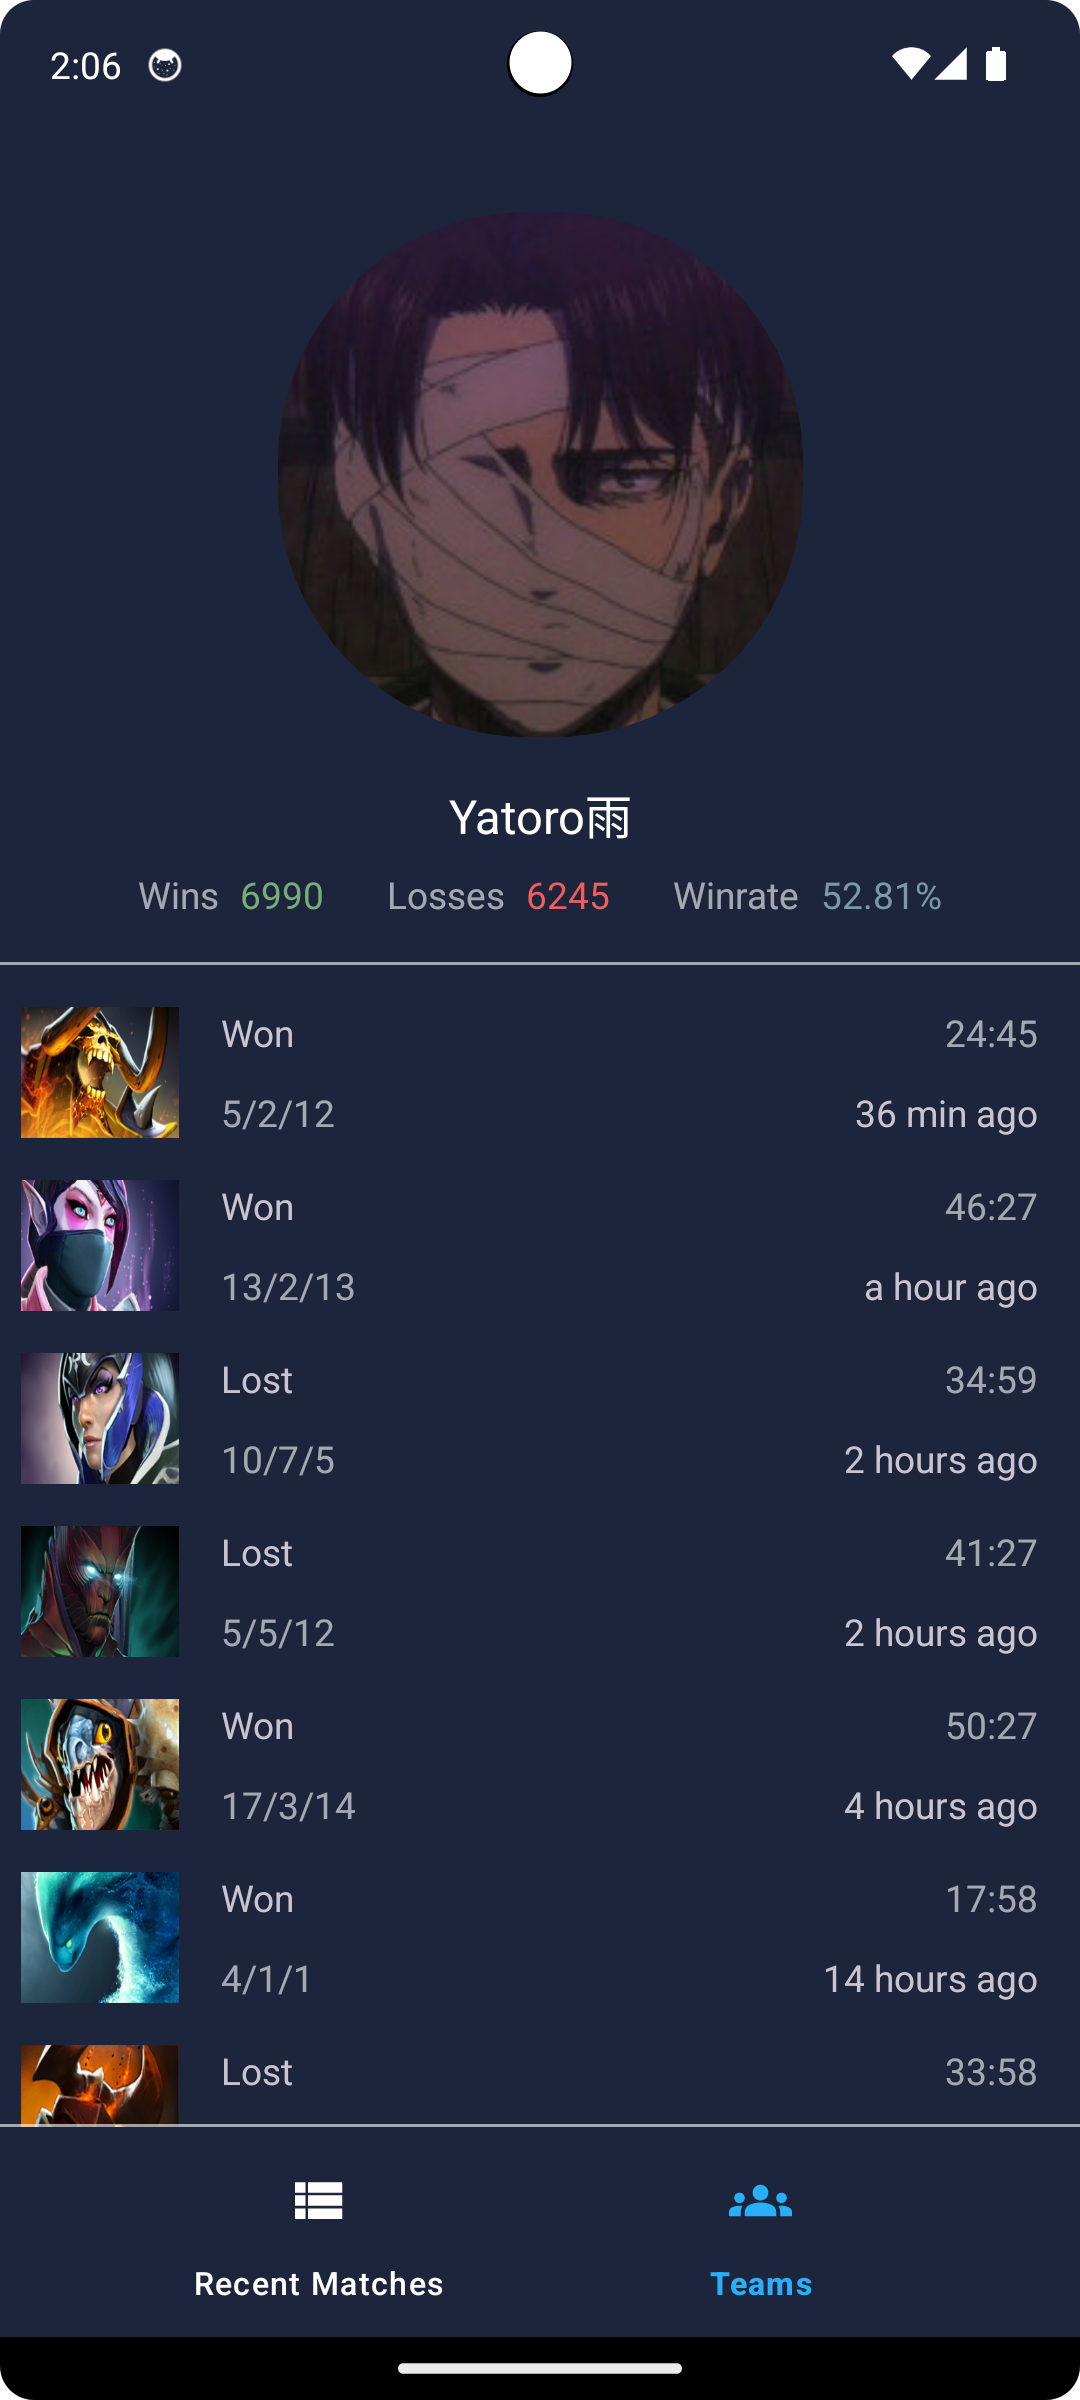 2:06
Yatoro雨
Wins 6990 Losses 6245 Winrate 52.81%
Won 24:45
5/2/12 36 min ago
Won 46:27
13/2/13 a hour ago
Lost 34:59
10/7/5 2 hours ago
Lost 41:27
5/5/12 2 hours ago
Won 50:27
17/3/14 4 hours ago
Won 17:58
4/1/1 14 hours ago
Lost 33:58
Recent Matches Teams